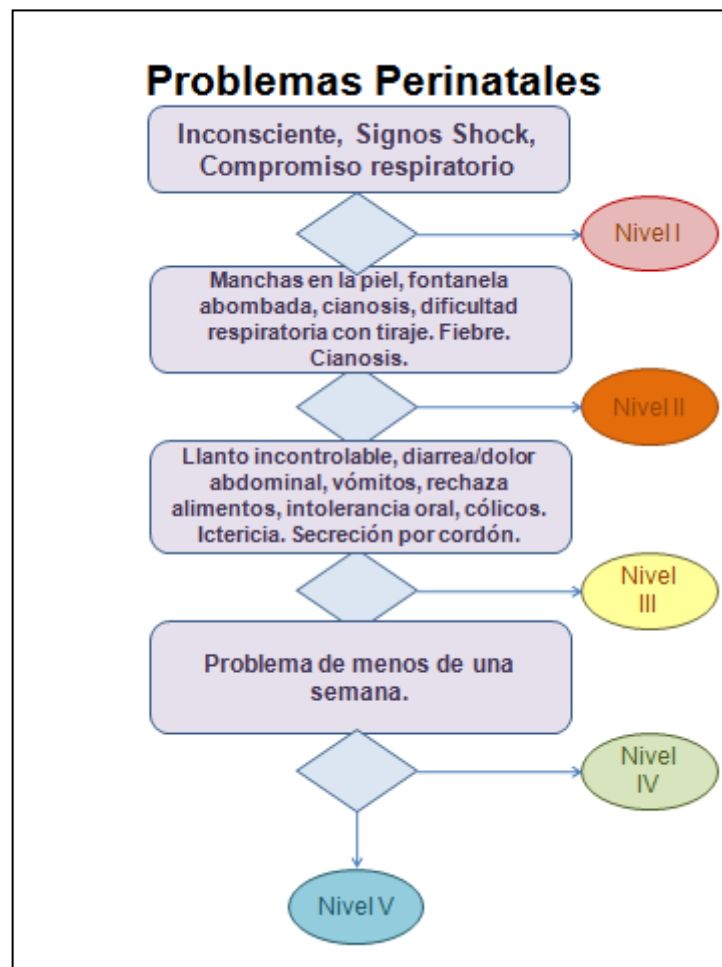 Problemas Perinatales
Inconsciente, Signos Shock,
Compromiso respiratorio
Nivel I
Manchas en la piel, fontanela
abombada, cianosis, dificultad
respiratoria con tiraje. Fiebre.
Cianosis.
Nivel II
Llanto incontrolable, diarrea/dolor
abdominal, vómitos, rechaza
alimentos, intolerancia oral, cólicos.
Ictericia. Secreción por cordón.
Nivel
III
Problema de menos de una
semana.
Nivel
IV
Nivel V